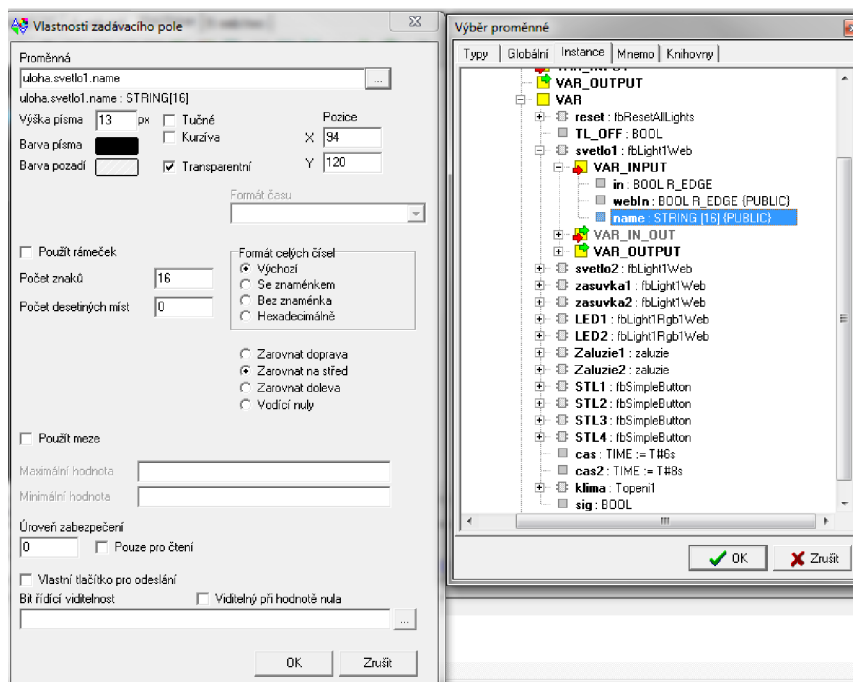 Vlastnosti zadávacího pole
Proměnná
uloha.svetlo1.name
...
uloha.svetlo1.name : STRING[16]
Výška písma 13 px
Tučné
Kurzíva
Pozice
X 94
Barva písma
Barva pozadí
Transparentní
Y 120
Formát času
Použít rámeček
Počet znaků 16
Počet desetiných míst 0
Formát celých čísel
Výchozí
Se znaménkem
Bez znaménka
Hexadecimálně
Zarovnat doprava
Zarovnat na střed
Zarovnat doleva
Vodící nuly
Použít meze
Maximální hodnota
Minimální hodnota
Úroveň zabezpečení
0
Pouze pro čtení
Vlastní tlačítko pro odeslání
Bit řídící viditelnost
Viditelný při hodnotě nula
...
OK Zrušit
Výběr proměnné
Typy Globální Instance Mnemo Knihovny
VAR_INPUT
VAR_OUTPUT
VAR
reset : fbResetAllLights
TL_OFF : BOOL
svetlo1 : fbLight1Web
VAR_INPUT
in : BOOL R_EDGE
webIn : BOOL R_EDGE {PUBLIC}
name : STRING [16] {PUBLIC}
VAR_IN_OUT
VAR_OUTPUT
svetlo2 : fbLight1Web
zasuvka1 : fbLight1Web
zasuvka2 : fbLight1Web
LED1 : fbLight1Rgb1Web
LED2 : fbLight1Rgb1Web
Zaluzie1 : zaluzie
Zaluzie2 : zaluzie
STL1 : fbSimpleButton
STL2 : fbSimpleButton
STL3 : fbSimpleButton
STL4 : fbSimpleButton
cas : TIME := T#6s
cas2 : TIME := T#8s
klima : Topeni1
sig : BOOL
OK Zrušit